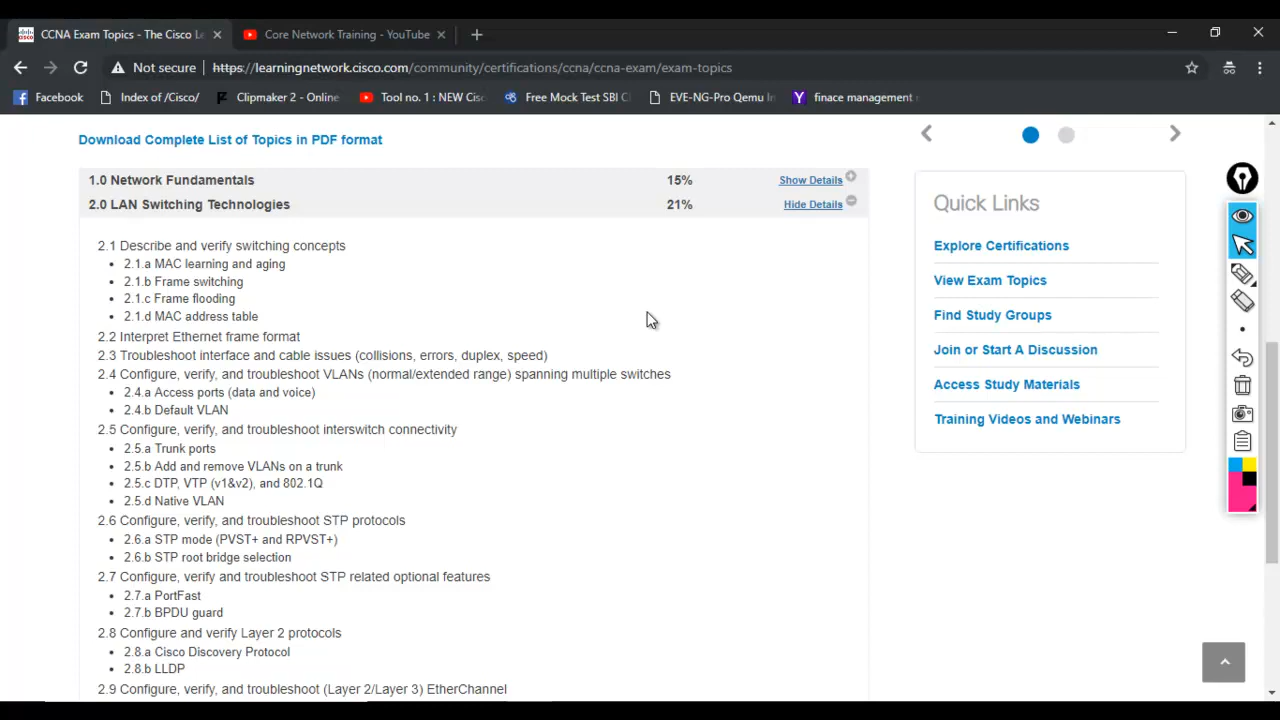 CCNA Exam Topics - The Cisco Le
Core Network Training - YouTube
Not secure
https://learningnetwork.cisco.com/community/certifications/ccna/ccna-exam/exam-topics
Facebook
Index of /Cisco/
Clipmaker 2 - Online
Tool no. 1 : NEW Cis
Free Mock Test SBI C
EVE-NG-Pro Qemu In
finace management
Download Complete List of Topics in PDF format
1.0 Network Fundamentals 15% Show Details
2.0 LAN Switching Technologies 21% Hide Details
2.1 Describe and verify switching concepts
• 2.1.a MAC learning and aging
• 2.1.b Frame switching
• 2.1.c Frame flooding
• 2.1.d MAC address table
2.2 Interpret Ethernet frame format
2.3 Troubleshoot interface and cable issues (collisions, errors, duplex, speed)
2.4 Configure, verify, and troubleshoot VLANs (normal/extended range) spanning multiple switches
• 2.4.a Access ports (data and voice)
• 2.4.b Default VLAN
2.5 Configure, verify, and troubleshoot interswitch connectivity
• 2.5.a Trunk ports
• 2.5.b Add and remove VLANs on a trunk
• 2.5.c DTP, VTP (v1&v2), and 802.1Q
• 2.5.d Native VLAN
2.6 Configure, verify, and troubleshoot STP protocols
• 2.6.a STP mode (PVST+ and RPVST+)
• 2.6.b STP root bridge selection
2.7 Configure, verify and troubleshoot STP related optional features
• 2.7.a PortFast
• 2.7.b BPDU guard
2.8 Configure and verify Layer 2 protocols
• 2.8.a Cisco Discovery Protocol
• 2.8.b LLDP
2.9 Configure, verify, and troubleshoot (Layer 2/Layer 3) EtherChannel
Quick Links
Explore Certifications
View Exam Topics
Find Study Groups
Join or Start A Discussion
Access Study Materials
Training Videos and Webinars